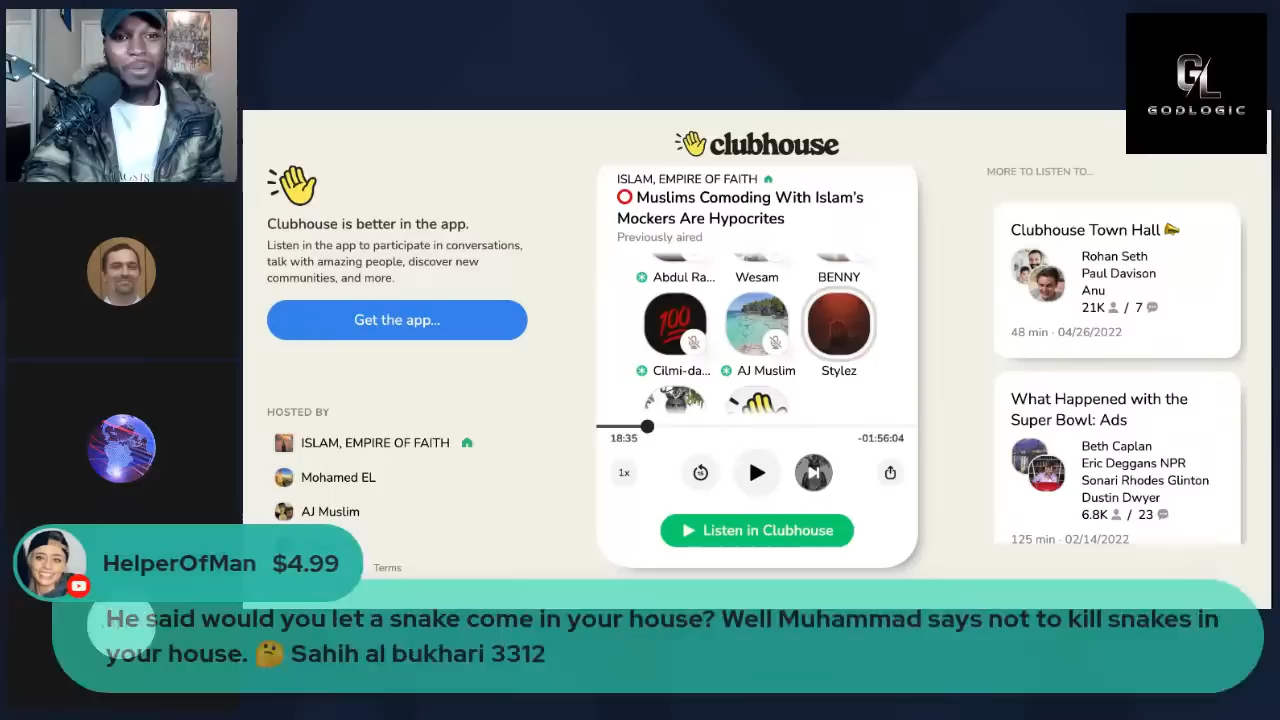 GL
GODLOGIC
clubhouse
Clubhouse is better in the app.
Listen in the app to participate in conversations,
talk with amazing people, discover new
communities, and more.
Get the app...
HOSTED BY
ISLAM, EMPIRE OF FAITH
Mohamed EL
AJ Muslim
Terms
ISLAM, EMPIRE OF FAITH
⭕ Muslims Comoding With Islam's
Mockers Are Hypocrites
Previously aired
Abdul Ra... Wesam BENNY
100
Cilmi-da... AJ Muslim Stylez
18:35 -01:56:04
1x 15
Listen in Clubhouse
MORE TO LISTEN TO...
Clubhouse Town Hall 📣
Rohan Seth
Paul Davison
Anu
21K / 7
48 min · 04/26/2022
What Happened with the
Super Bowl: Ads
Beth Caplan
Eric Deggans NPR
Sonari Rhodes Glinton
Dustin Dwyer
6.8K / 23
125 min · 02/14/2022
HelperOfMan $4.99
He said would you let a snake come in your house? Well Muhammad says not to kill snakes in
your house. 🤔 Sahih al bukhari 3312